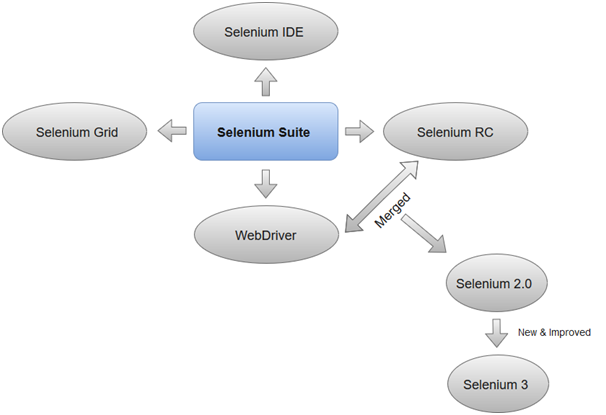 Selenium IDE
Selenium Grid
Selenium Suite
Selenium RC
WebDriver
Merged
Selenium 2.0
New & Improved
Selenium 3